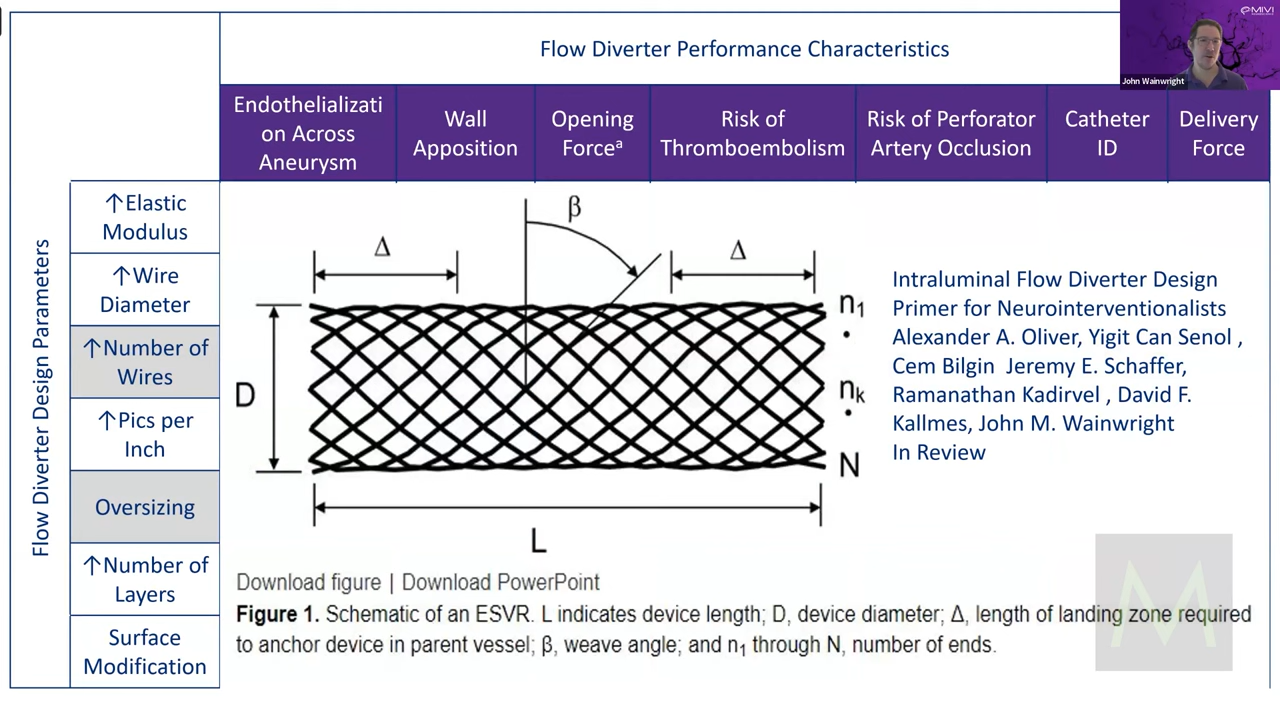 MIVI
John Wainwright
Flow Diverter Performance Characteristics
Endothelializati
on Across
Aneurysm
Wall
Apposition
Opening
Forceᵃ
Risk of
Thromboembolism
Risk of Perforator
Artery Occlusion
Catheter
ID
Delivery
Force
Flow Diverter Design Parameters
↑Elastic
Modulus
↑Wire
Diameter
↑Number of
Wires
↑Pics per
Inch
Oversizing
↑Number of
Layers
Surface
Modification
β
Δ
Δ
D
n₁
nₖ
N
L
Intraluminal Flow Diverter Design
Primer for Neurointerventionalists
Alexander A. Oliver, Yigit Can Senol ,
Cem Bilgin  Jeremy E. Schaffer,
Ramanathan Kadirvel , David F.
Kallmes, John M. Wainwright
In Review
Download figure | Download PowerPoint
Figure 1. Schematic of an ESVR. L indicates device length; D, device diameter; Δ, length of landing zone required
to anchor device in parent vessel; β, weave angle; and n₁ through N, number of ends.
M